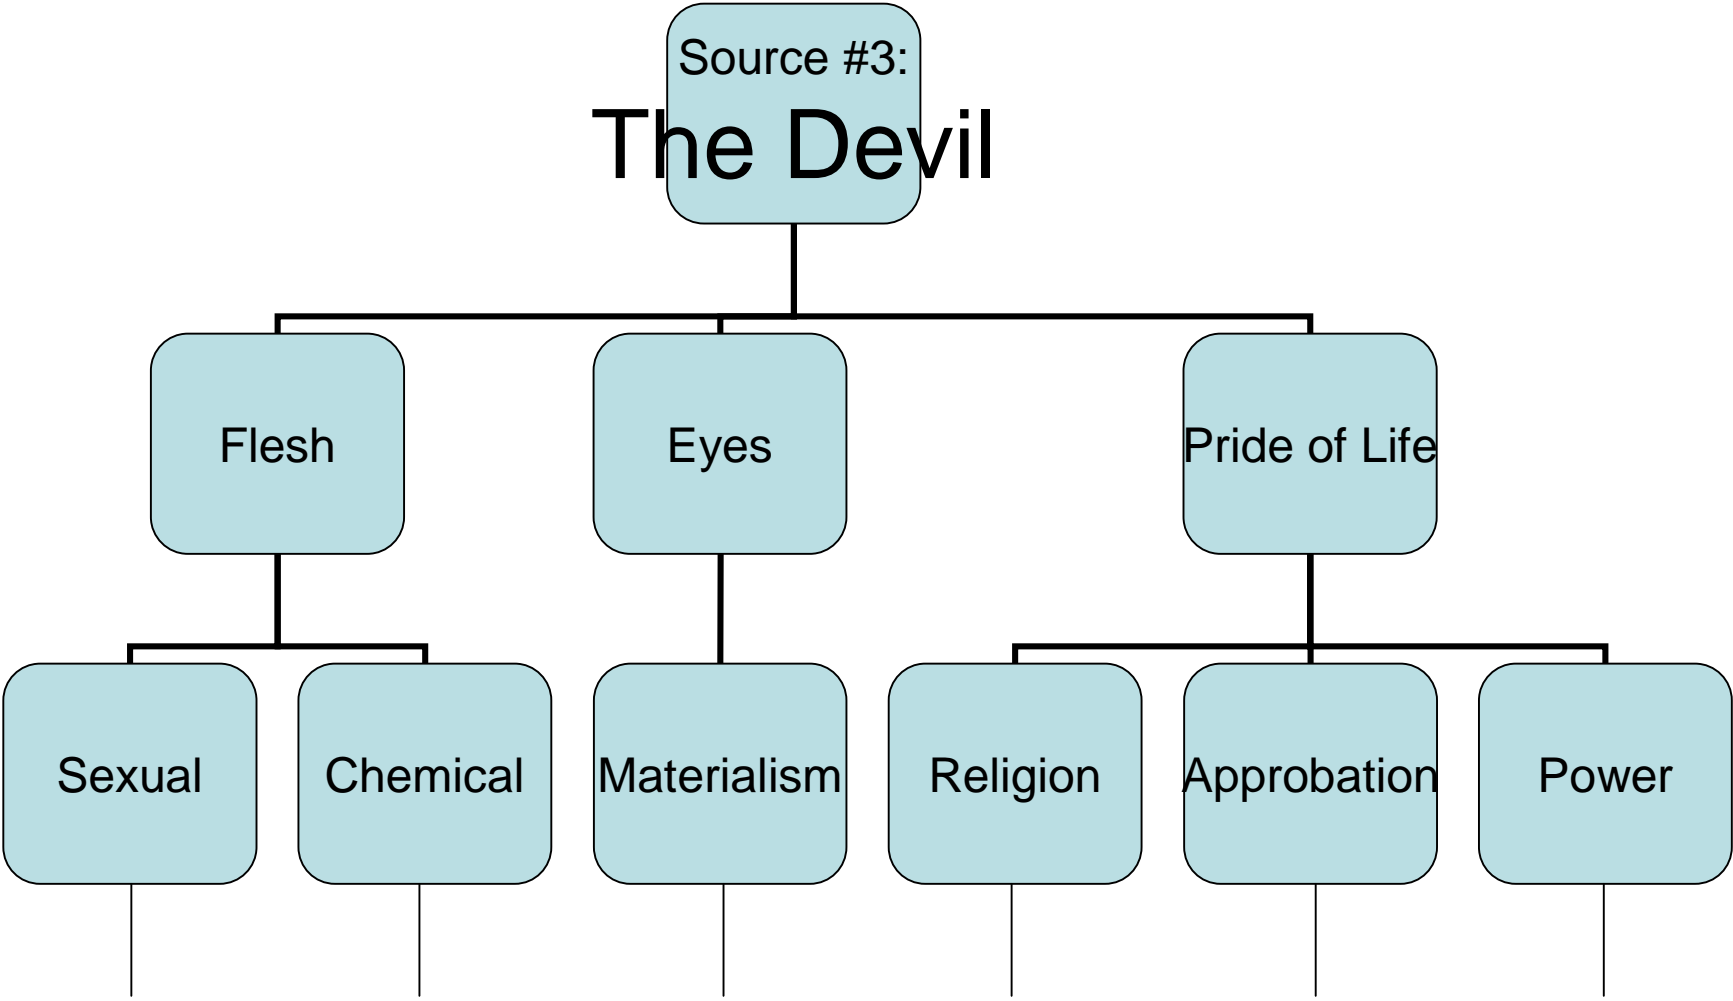 Source #3:
The Devil
Flesh
Eyes
Pride of Life
Sexual
Chemical
Materialism
Religion
Approbation
Power